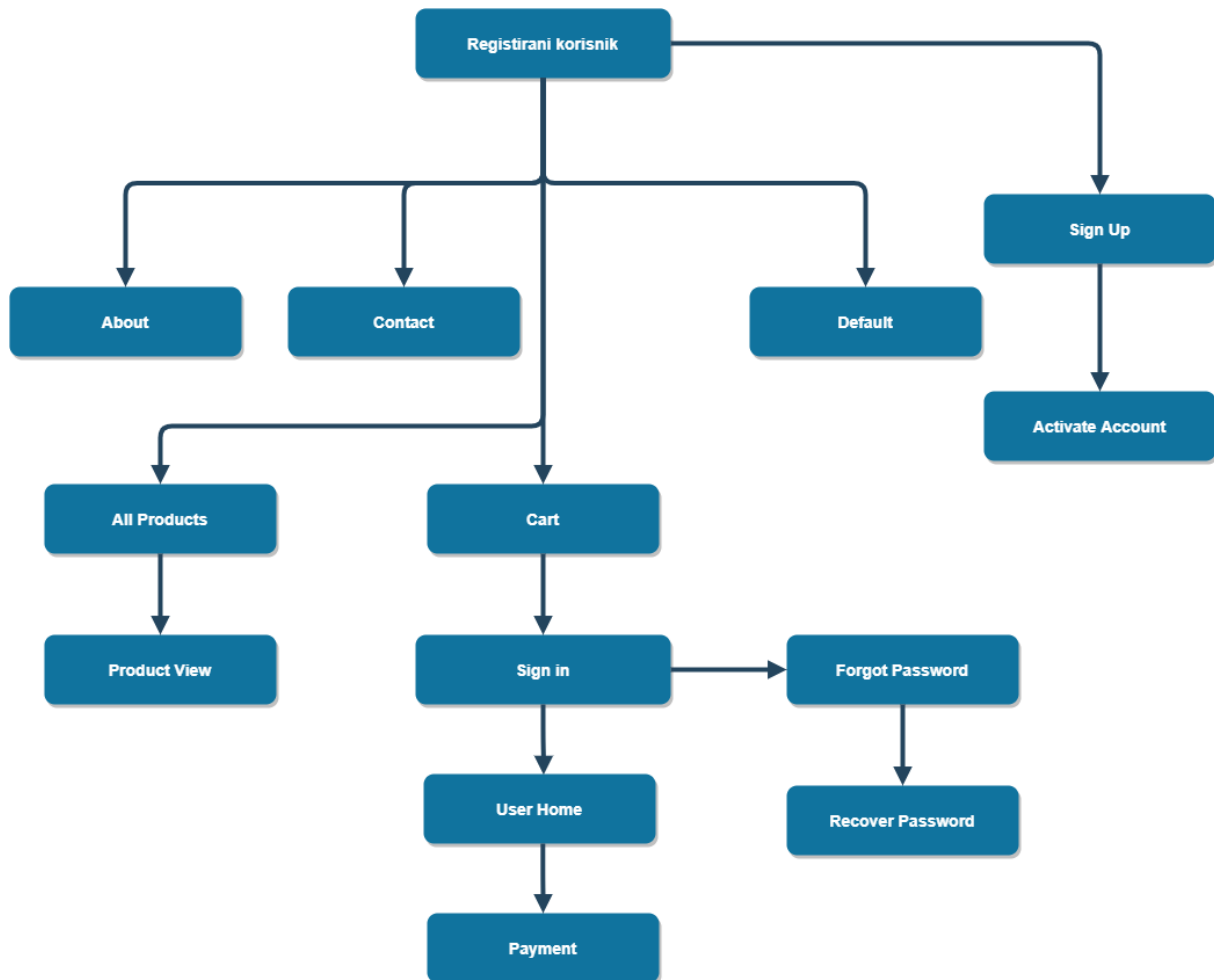 Registirani korisnik
Sign Up
About
Contact
Default
Activate Account
All Products
Cart
Product View
Sign in
Forgot Password
User Home
Recover Password
Payment